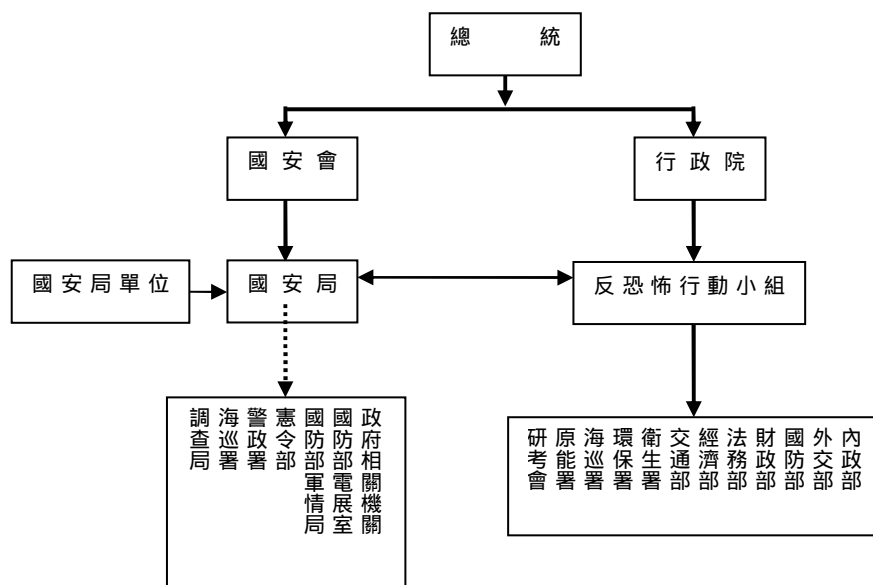 總統
國安會
行政院
國安局單位
國安局
反恐怖行動小組
政府相關機關
國防部電展室
國防部軍情局
憲令部
警政署
海巡署
調查局
內政部
外交部
國防部
財政部
法務部
經濟部
交通部
衛生署
環保署
海巡署
原能署
研考會